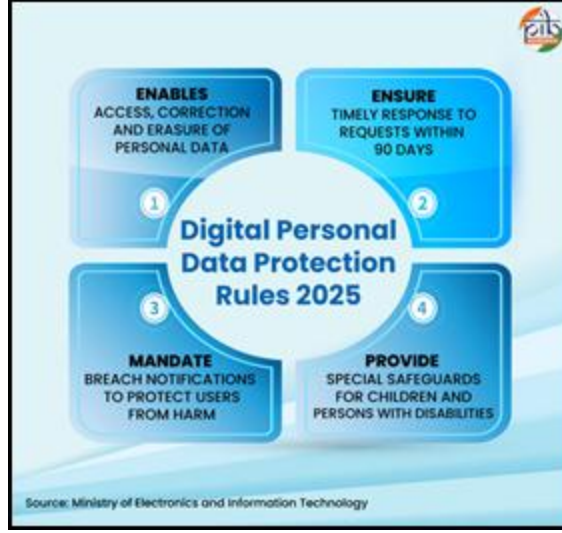 pib
ENABLES
ACCESS, CORRECTION
AND ERASURE OF
PERSONAL DATA
1
ENSURE
TIMELY RESPONSE TO
REQUESTS WITHIN
90 DAYS
2
Digital Personal
Data Protection
Rules 2025
3
MANDATE
BREACH NOTIFICATIONS
TO PROTECT USERS
FROM HARM
4
PROVIDE
SPECIAL SAFEGUARDS
FOR CHILDREN AND
PERSONS WITH DISABILITIES
Source: Ministry of Electronics and Information Technology